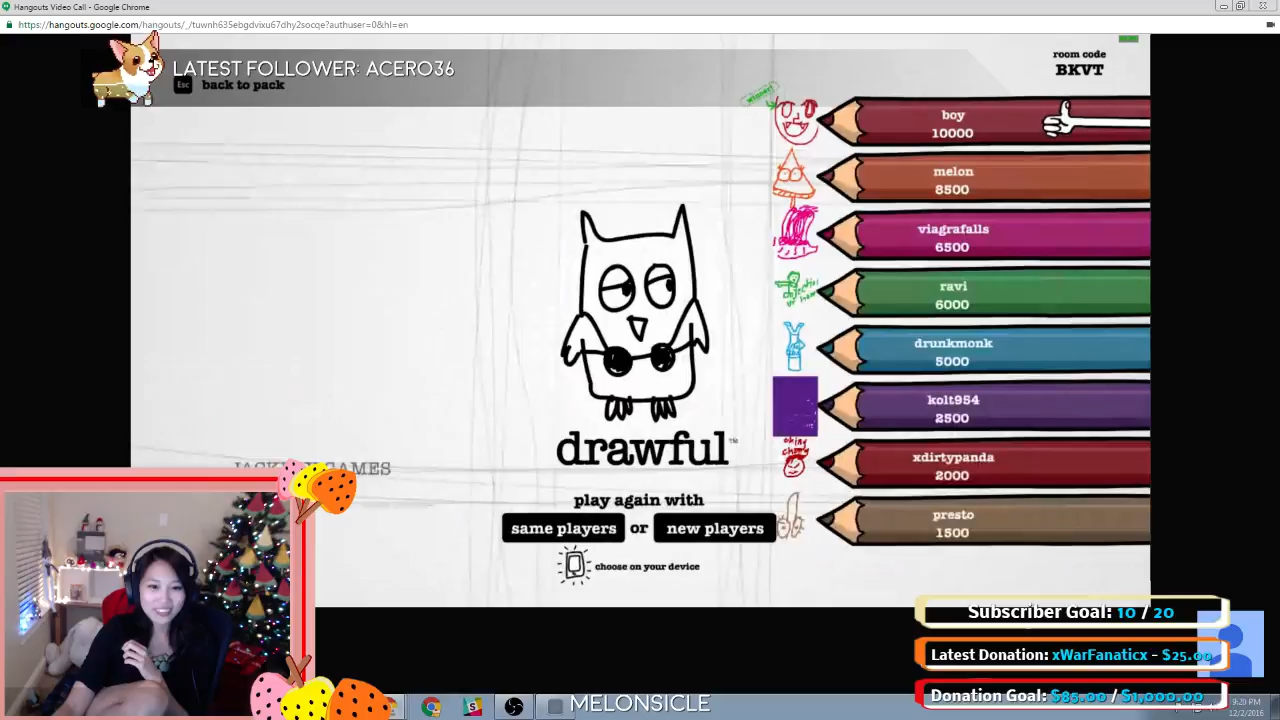 Hangouts Video Call - Google Chrome
https://hangouts.google.com/hangouts/_/tuwnh635ebgdvixu67dhy2socqe?authuser=0&hl=en
LATEST FOLLOWER: ACERO36
Esc back to pack
room code
BKVT
winner!
boy
10000
melon
8500
viagrafalls
6500
ravi
6000
drunkmonk
5000
kolt954
2500
xdirtypanda
2000
presto
1500
drawful™
JACKBOX GAMES
play again with
same players or new players
choose on your device
Subscriber Goal: 10 / 20
Latest Donation: xWarFanaticx - $25.00
Donation Goal: $85.00 / $1,000.00
MELONSICLE
9:20 PM
12/2/2016